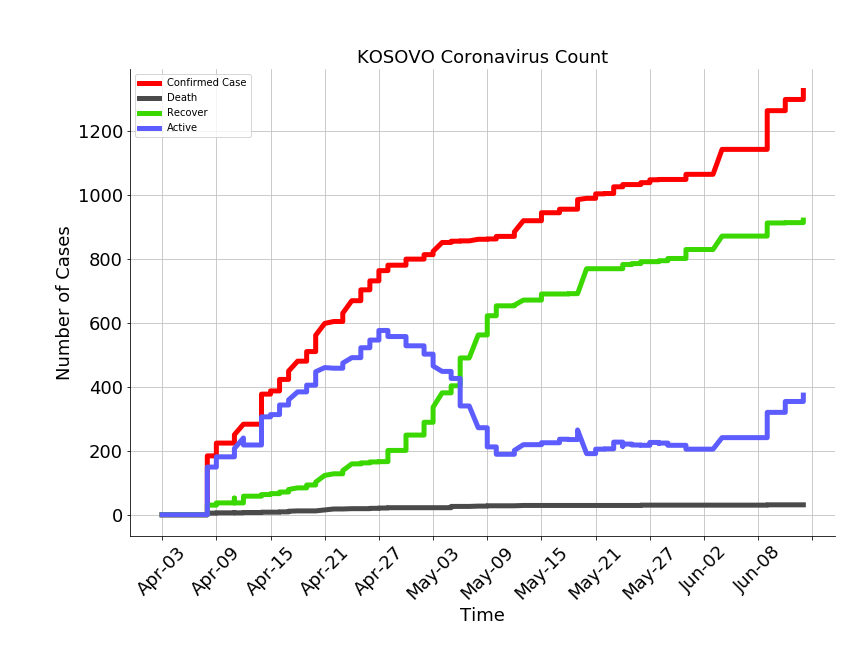 KOSOVO Coronavirus Count
Confirmed Case
Death
Recover
Active
1200
1000
800
600
400
200
0
Number of Cases
Apr-03 Apr-09 Apr-15 Apr-21 Apr-27 May-03 May-09 May-15 May-21 May-27 Jun-02 Jun-08
Time